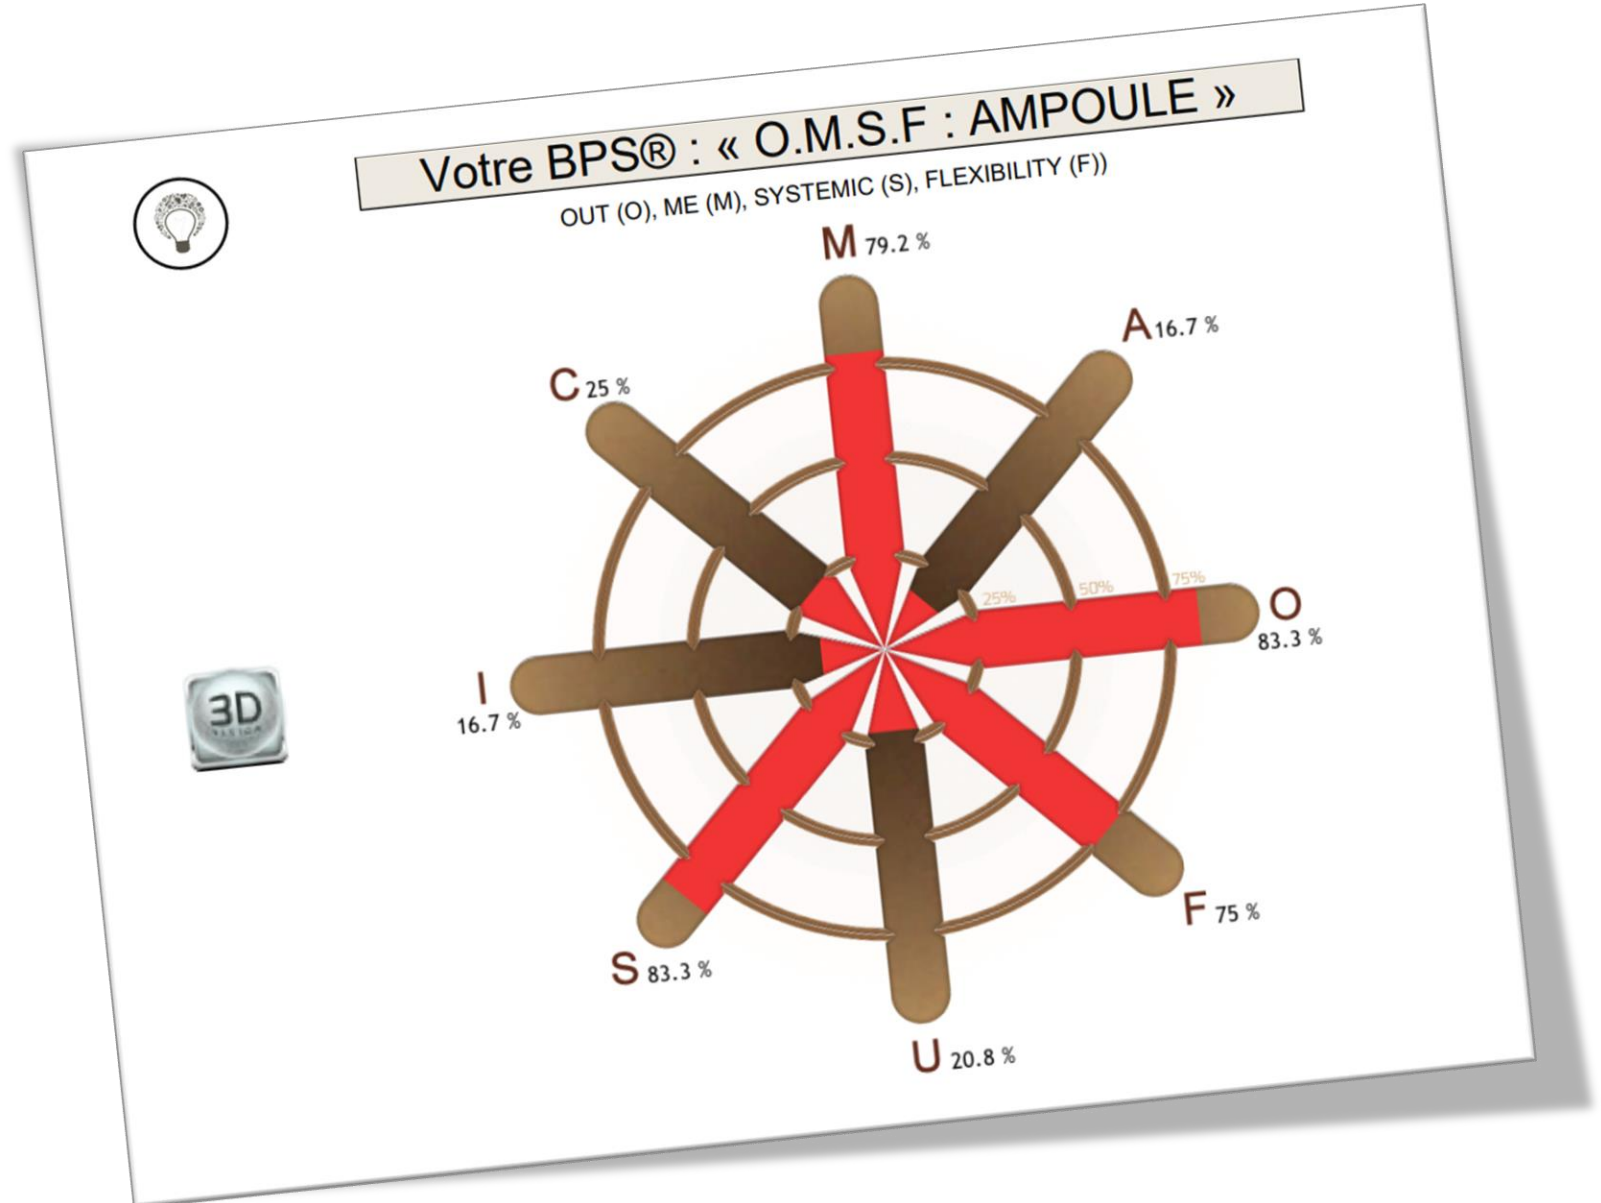 Votre BPS® : « O.M.S.F : AMPOULE »
OUT (O), ME (M), SYSTEMIC (S), FLEXIBILITY (F))
M 79.2 %
A 16.7 %
C 25 %
25%
50%
75%
O
83.3 %
I
16.7 %
3D
F 75 %
S 83.3 %
U 20.8 %